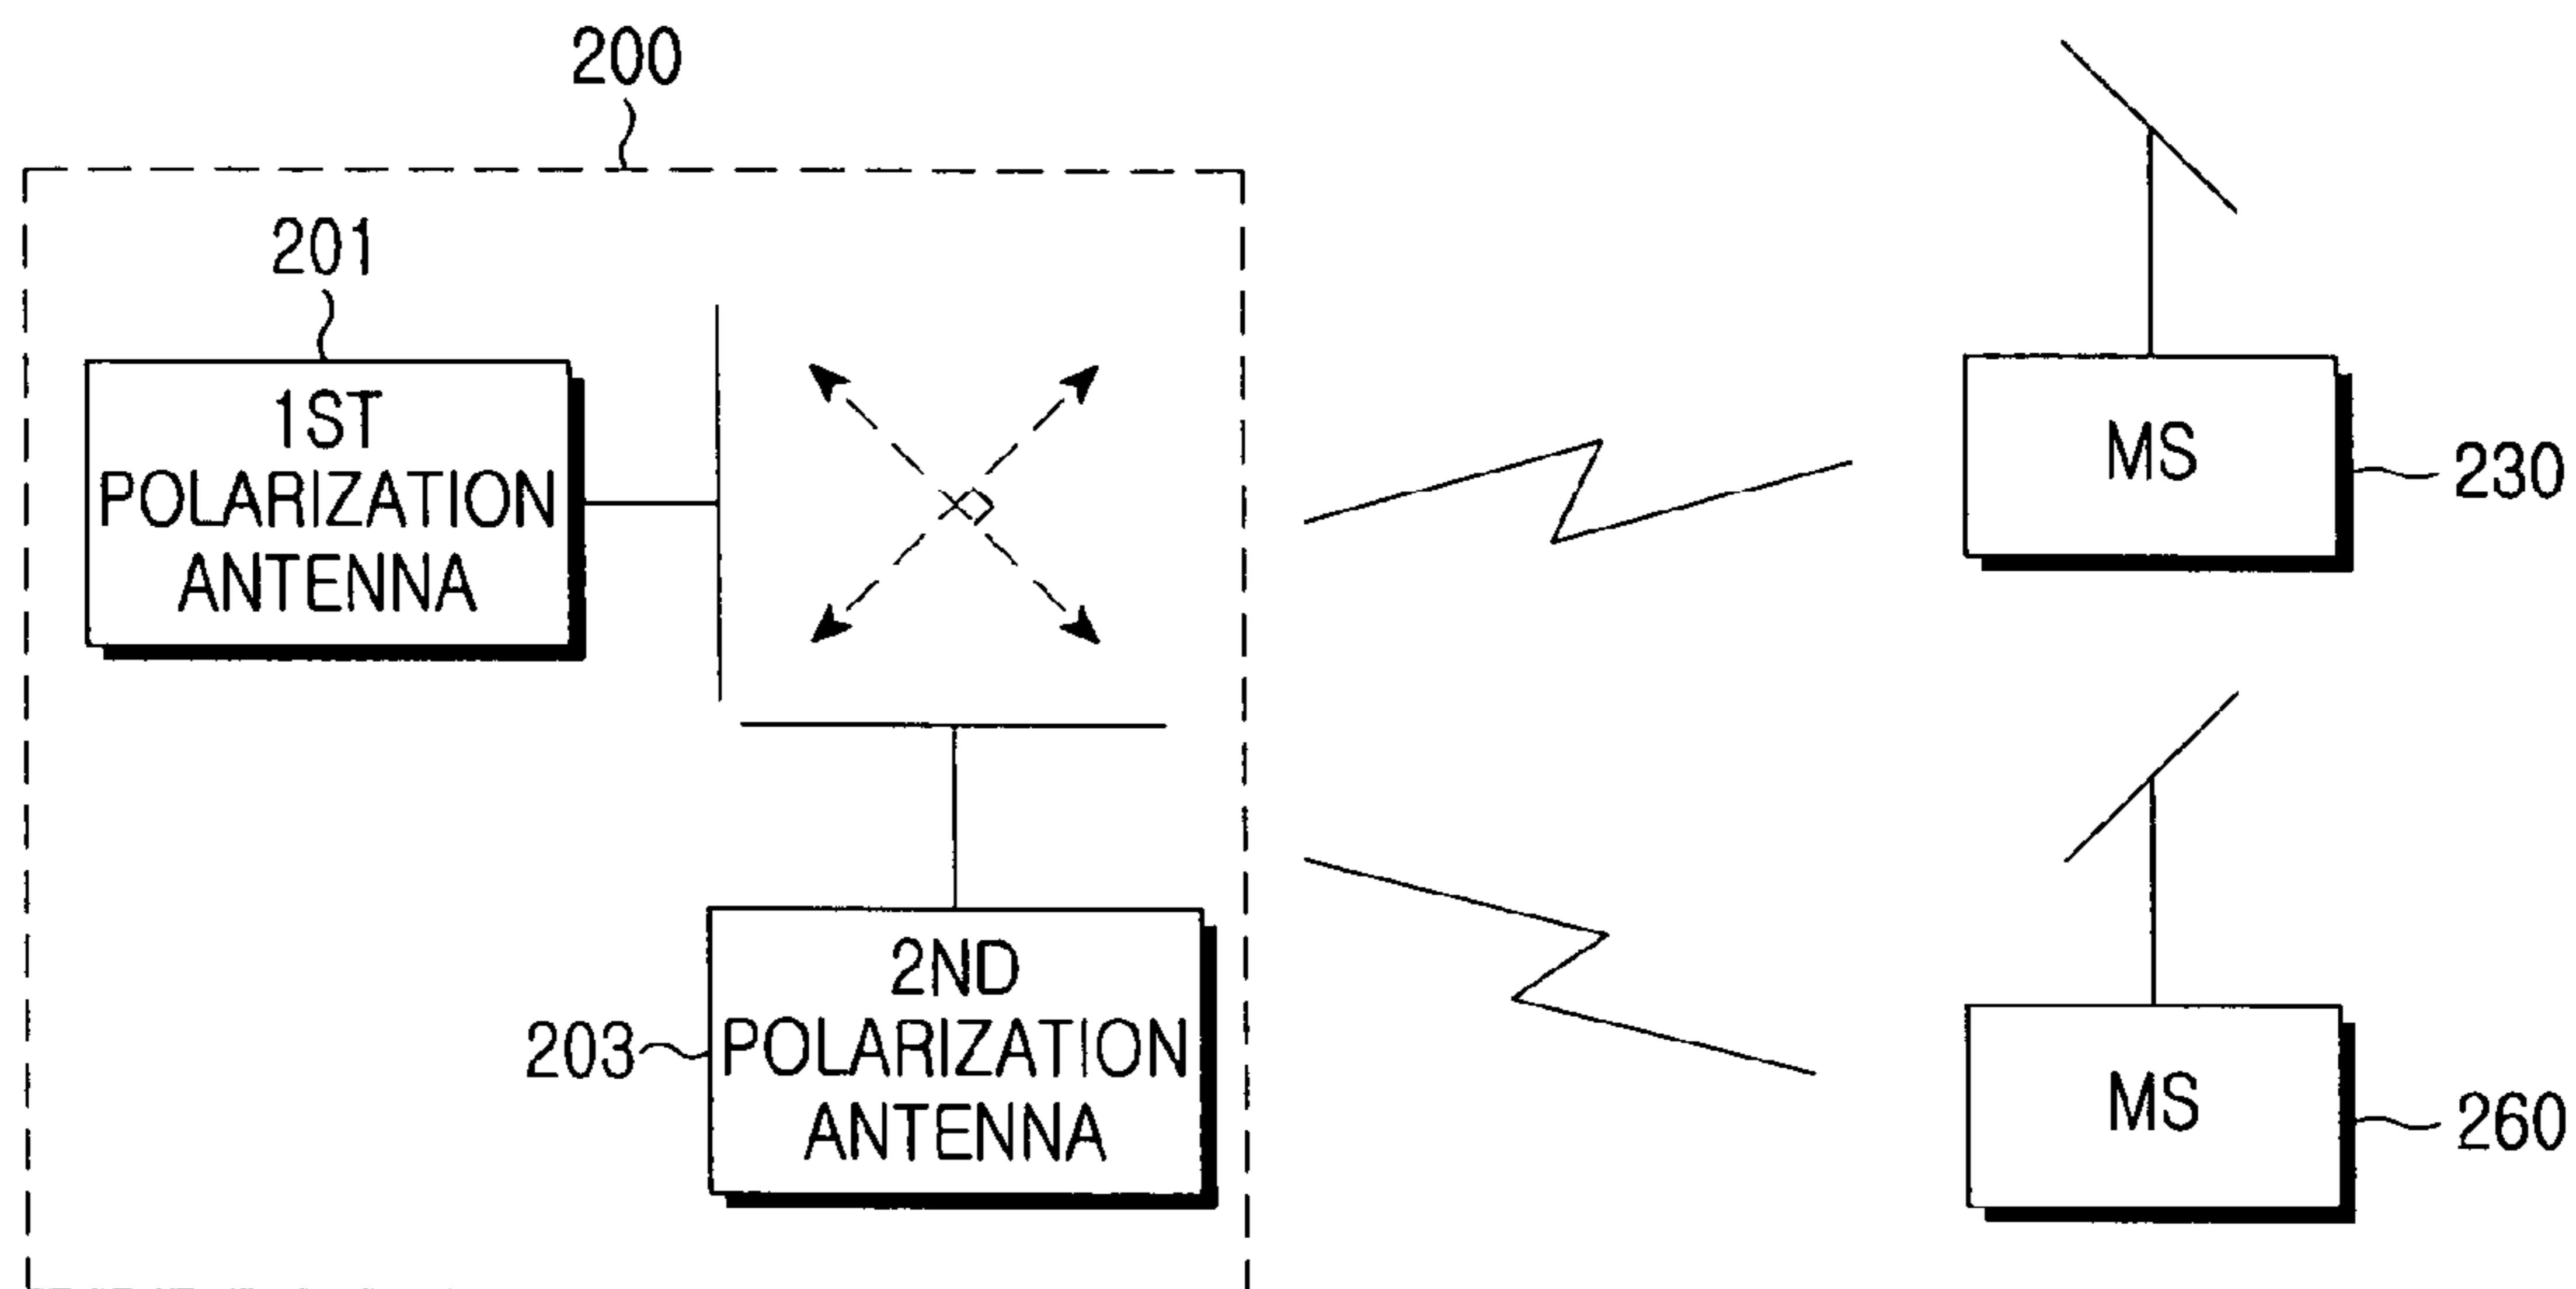 200
201
1ST
POLARIZATION
ANTENNA
MS
230
2ND
POLARIZATION
ANTENNA
203
MS
260